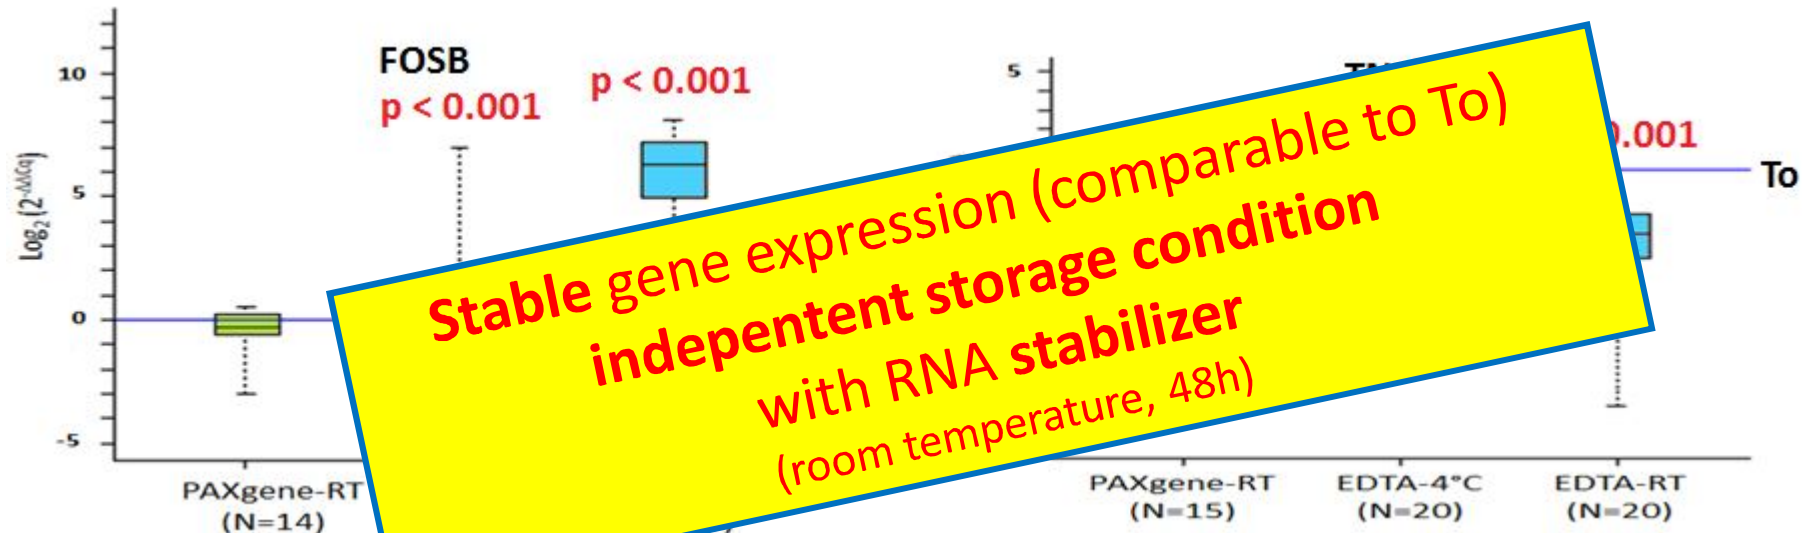 FOSB
p < 0.001
p < 0.001
10
5
0
-5
Log2(2-ΔΔCq)
PAXgene-RT
(N=14)
5
0.001
To
PAXgene-RT
(N=15)
EDTA-4°C
(N=20)
EDTA-RT
(N=20)
Stable gene expression (comparable to To)
indepentent storage condition
with RNA stabilizer
(room temperature, 48h)